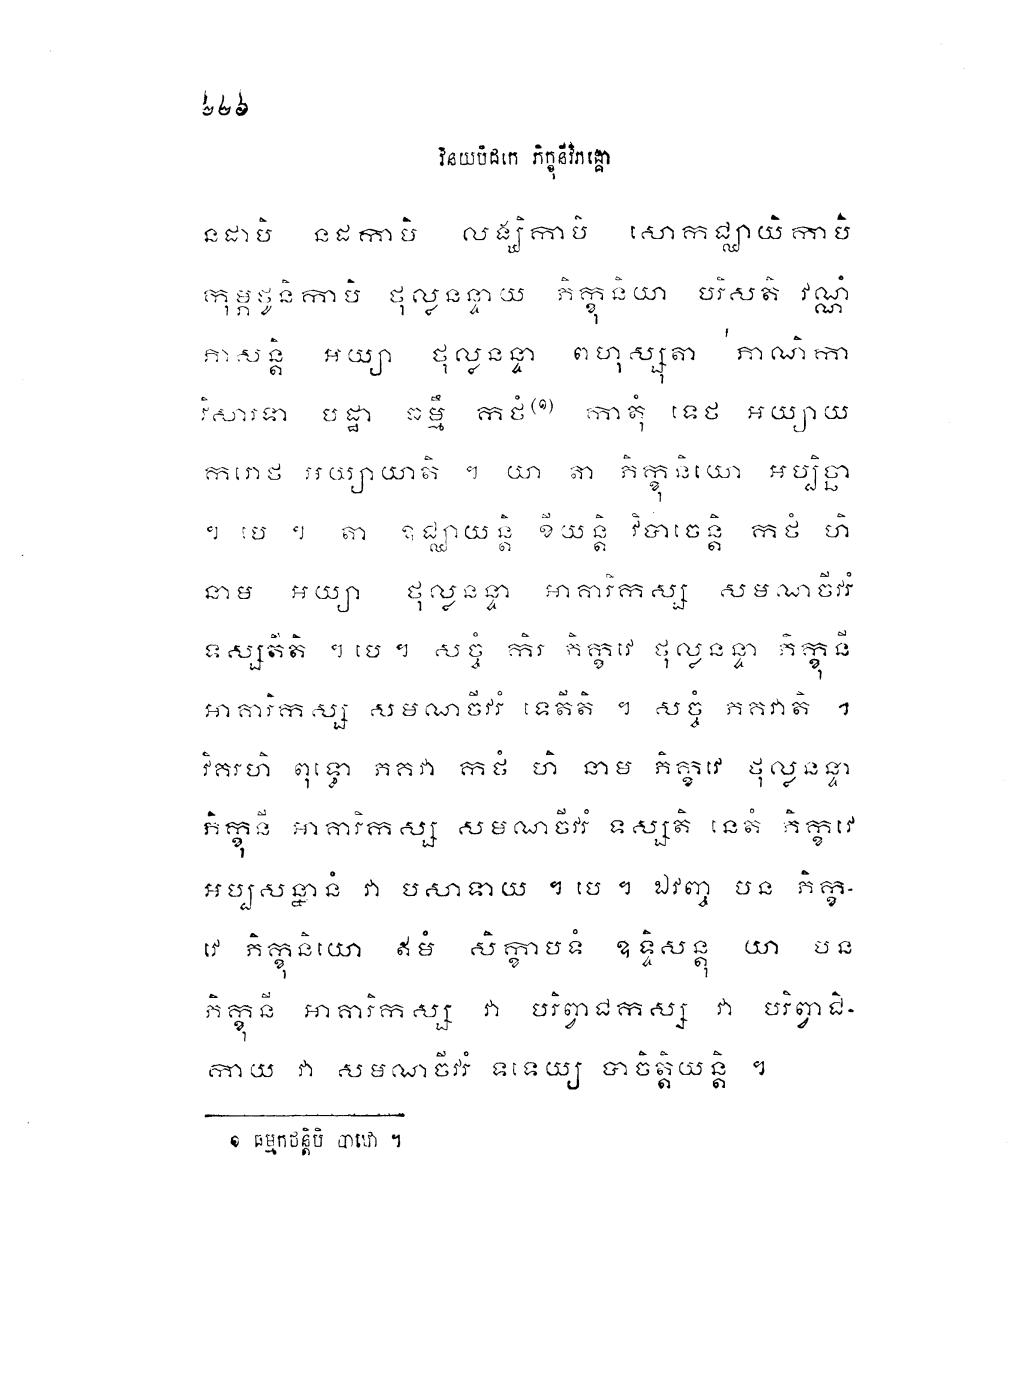 ២២៦
វិនយបិដកេ ភិក្ខុនីវិភង្គោ
នដាបិ នដកាបិ លង្ឃិកាបិ សោកជ្ឈាយិកាបិ
កុម្ភថូនិកាបិ ថុល្លនន្ទាយ ភិក្ខុនិយា បរិសតិ វណ្ណំ
ភាសន្តិ អយ្យា ថុល្លនន្ទា ពហុស្សុតា ភាណិកា
វិសារទា បដ្ឋា ធម្មឹ កថំ(១) កាតុំ ទេថ អយ្យាយ
ករោថ អយ្យាយាតិ ។ យា តា ភិក្ខុនិយោ អប្បិច្ឆា
។ បេ ។ តា ឧជ្ឈាយន្តិ ខីយន្តិ វិបាចេន្តិ កថំ ហិ
នាម អយ្យា ថុល្លនន្ទា អាគារិកស្ស សមណចីវរំ
ទស្សតីតិ ។ បេ ។ សច្ចំ កិរ ភិក្ខវេ ថុល្លនន្ទា ភិក្ខុនី
អាគារិកស្ស សមណចីវរំ ទេតីតិ ។ សច្ចំ ភគវាតិ ។
វិគរហិ ពុទ្ធោ ភគវា កថំ ហិ នាម ភិក្ខវេ ថុល្លនន្ទា
ភិក្ខុនី អាគារិកស្ស សមណចីវរំ ទស្សតិ នេតំ ភិក្ខវេ
អប្បសន្នានំ វា បសាទាយ ។ បេ ។ ឯវញ្ច បន ភិក្ខ-
វេ ភិក្ខុនិយោ ឥមំ សិក្ខាបទំ ឧទ្ទិសន្តុ យា បន
ភិក្ខុនី អាគារិកស្ស វា បរិព្វាជកស្ស វា បរិព្វាជិ-
កាយ វា សមណចីវរំ ទទេយ្យ បាចិត្តិយន្តិ ។
១ ធម្មកថន្តិបិ បាឋោ ។